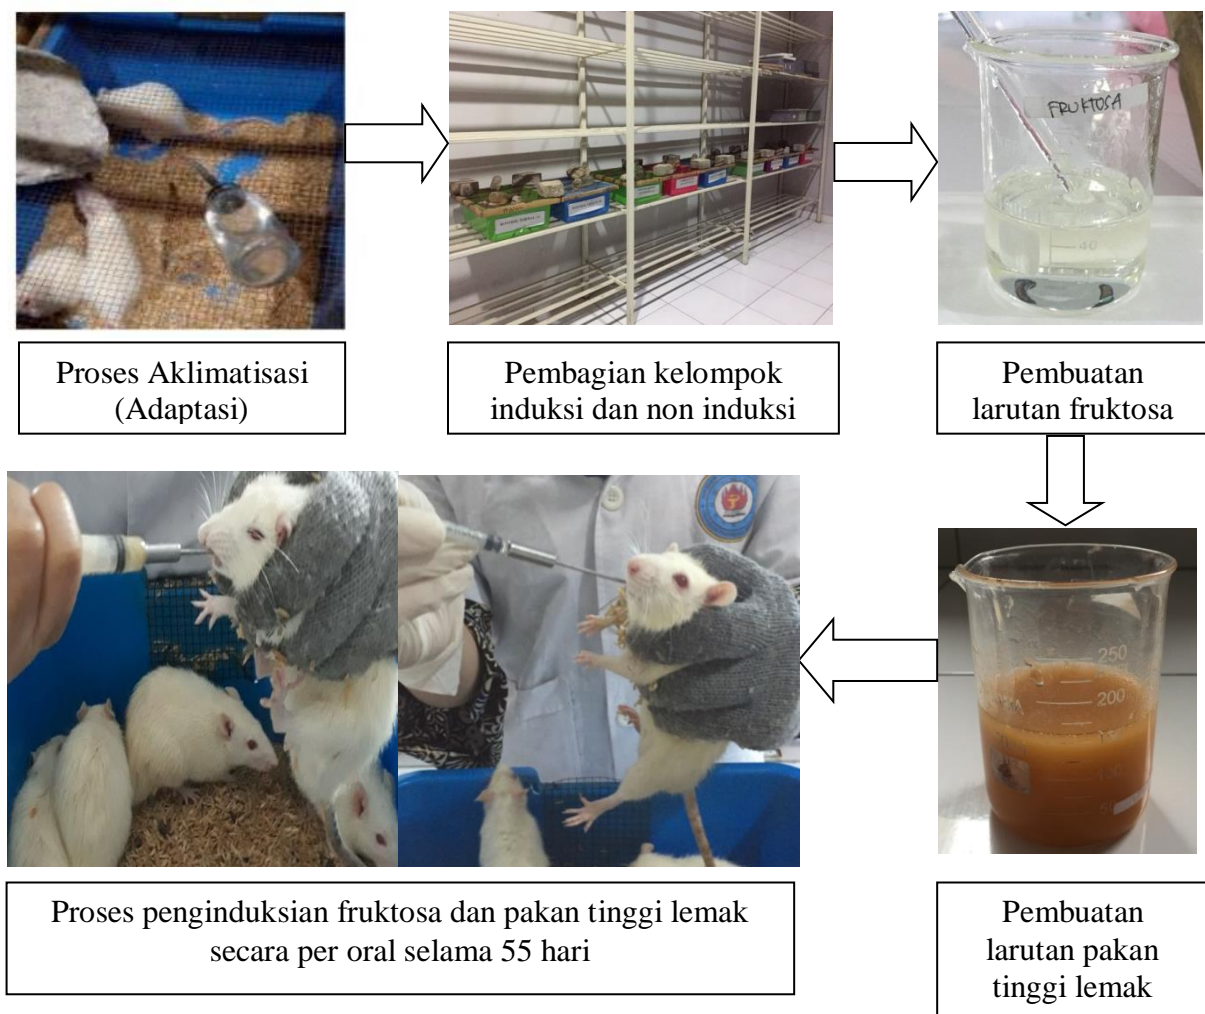 FRUKTOSA
40
Proses Aklimatisasi
(Adaptasi)
Pembagian kelompok
induksi dan non induksi
Pembuatan
larutan fruktosa
250
200
Proses penginduksian fruktosa dan pakan tinggi lemak
secara per oral selama 55 hari
Pembuatan
larutan pakan
tinggi lemak